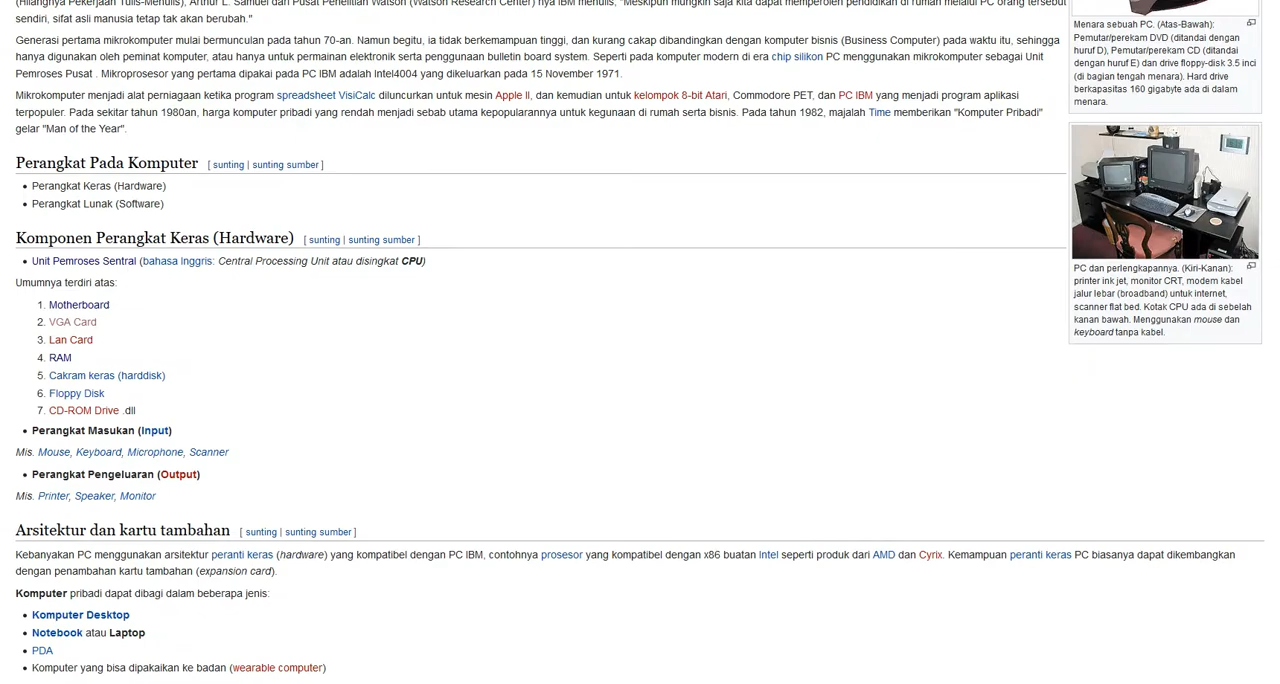 (Hilangnya Pekerjaan Tulis-Menulis), Arthur L. Samuel dari Pusat Penelitian Watson (Watson Research Center) nya IBM menulis, "Meskipun mungkin saja kita dapat memperoleh pendidikan di rumah melalui PC orang tersebut
sendiri, sifat asli manusia tetap tak akan berubah."
Generasi pertama mikrokomputer mulai bermunculan pada tahun 70-an. Namun begitu, ia tidak berkemampuan tinggi, dan kurang cakap dibandingkan dengan komputer bisnis (Business Computer) pada waktu itu, sehingga
hanya digunakan oleh peminat komputer, atau hanya untuk permainan elektronik serta penggunaan bulletin board system. Seperti pada komputer modern di era chip silikon PC menggunakan mikrokomputer sebagai Unit
Pemroses Pusat . Mikroprosesor yang pertama dipakai pada PC IBM adalah Intel4004 yang dikeluarkan pada 15 November 1971.
Mikrokomputer menjadi alat perniagaan ketika program spreadsheet VisiCalc diluncurkan untuk mesin Apple II, dan kemudian untuk kelompok 8-bit Atari, Commodore PET, dan PC IBM yang menjadi program aplikasi
terpopuler. Pada sekitar tahun 1980an, harga komputer pribadi yang rendah menjadi sebab utama kepopularannya untuk kegunaan di rumah serta bisnis. Pada tahun 1982, majalah Time memberikan "Komputer Pribadi"
gelar "Man of the Year".
Perangkat Pada Komputer [ sunting | sunting sumber ]
• Perangkat Keras (Hardware)
• Perangkat Lunak (Software)
Komponen Perangkat Keras (Hardware) [ sunting | sunting sumber ]
• Unit Pemroses Sentral (bahasa Inggris: Central Processing Unit atau disingkat CPU)
Umumnya terdiri atas:
1. Motherboard
2. VGA Card
3. Lan Card
4. RAM
5. Cakram keras (harddisk)
6. Floppy Disk
7. CD-ROM Drive .dll
• Perangkat Masukan (Input)
Mis. Mouse, Keyboard, Microphone, Scanner
• Perangkat Pengeluaran (Output)
Mis. Printer, Speaker, Monitor
Arsitektur dan kartu tambahan [ sunting | sunting sumber ]
Kebanyakan PC menggunakan arsitektur peranti keras (hardware) yang kompatibel dengan PC IBM, contohnya prosesor yang kompatibel dengan x86 buatan Intel seperti produk dari AMD dan Cyrix. Kemampuan peranti keras PC biasanya dapat dikembangkan
dengan penambahan kartu tambahan (expansion card).
Komputer pribadi dapat dibagi dalam beberapa jenis:
• Komputer Desktop
• Notebook atau Laptop
• PDA
• Komputer yang bisa dipakaikan ke badan (wearable computer)
Menara sebuah PC. (Atas-Bawah):
Pemutar/perekam DVD (ditandai dengan
huruf D), Pemutar/perekam CD (ditandai
dengan huruf E) dan drive floppy-disk 3.5 inci
(di bagian tengah menara). Hard drive
berkapasitas 160 gigabyte ada di dalam
menara.
PC dan perlengkapannya. (Kiri-Kanan):
printer ink jet, monitor CRT, modem kabel
jalur lebar (broadband) untuk internet,
scanner flat bed. Kotak CPU ada di sebelah
kanan bawah. Menggunakan mouse dan
keyboard tanpa kabel.